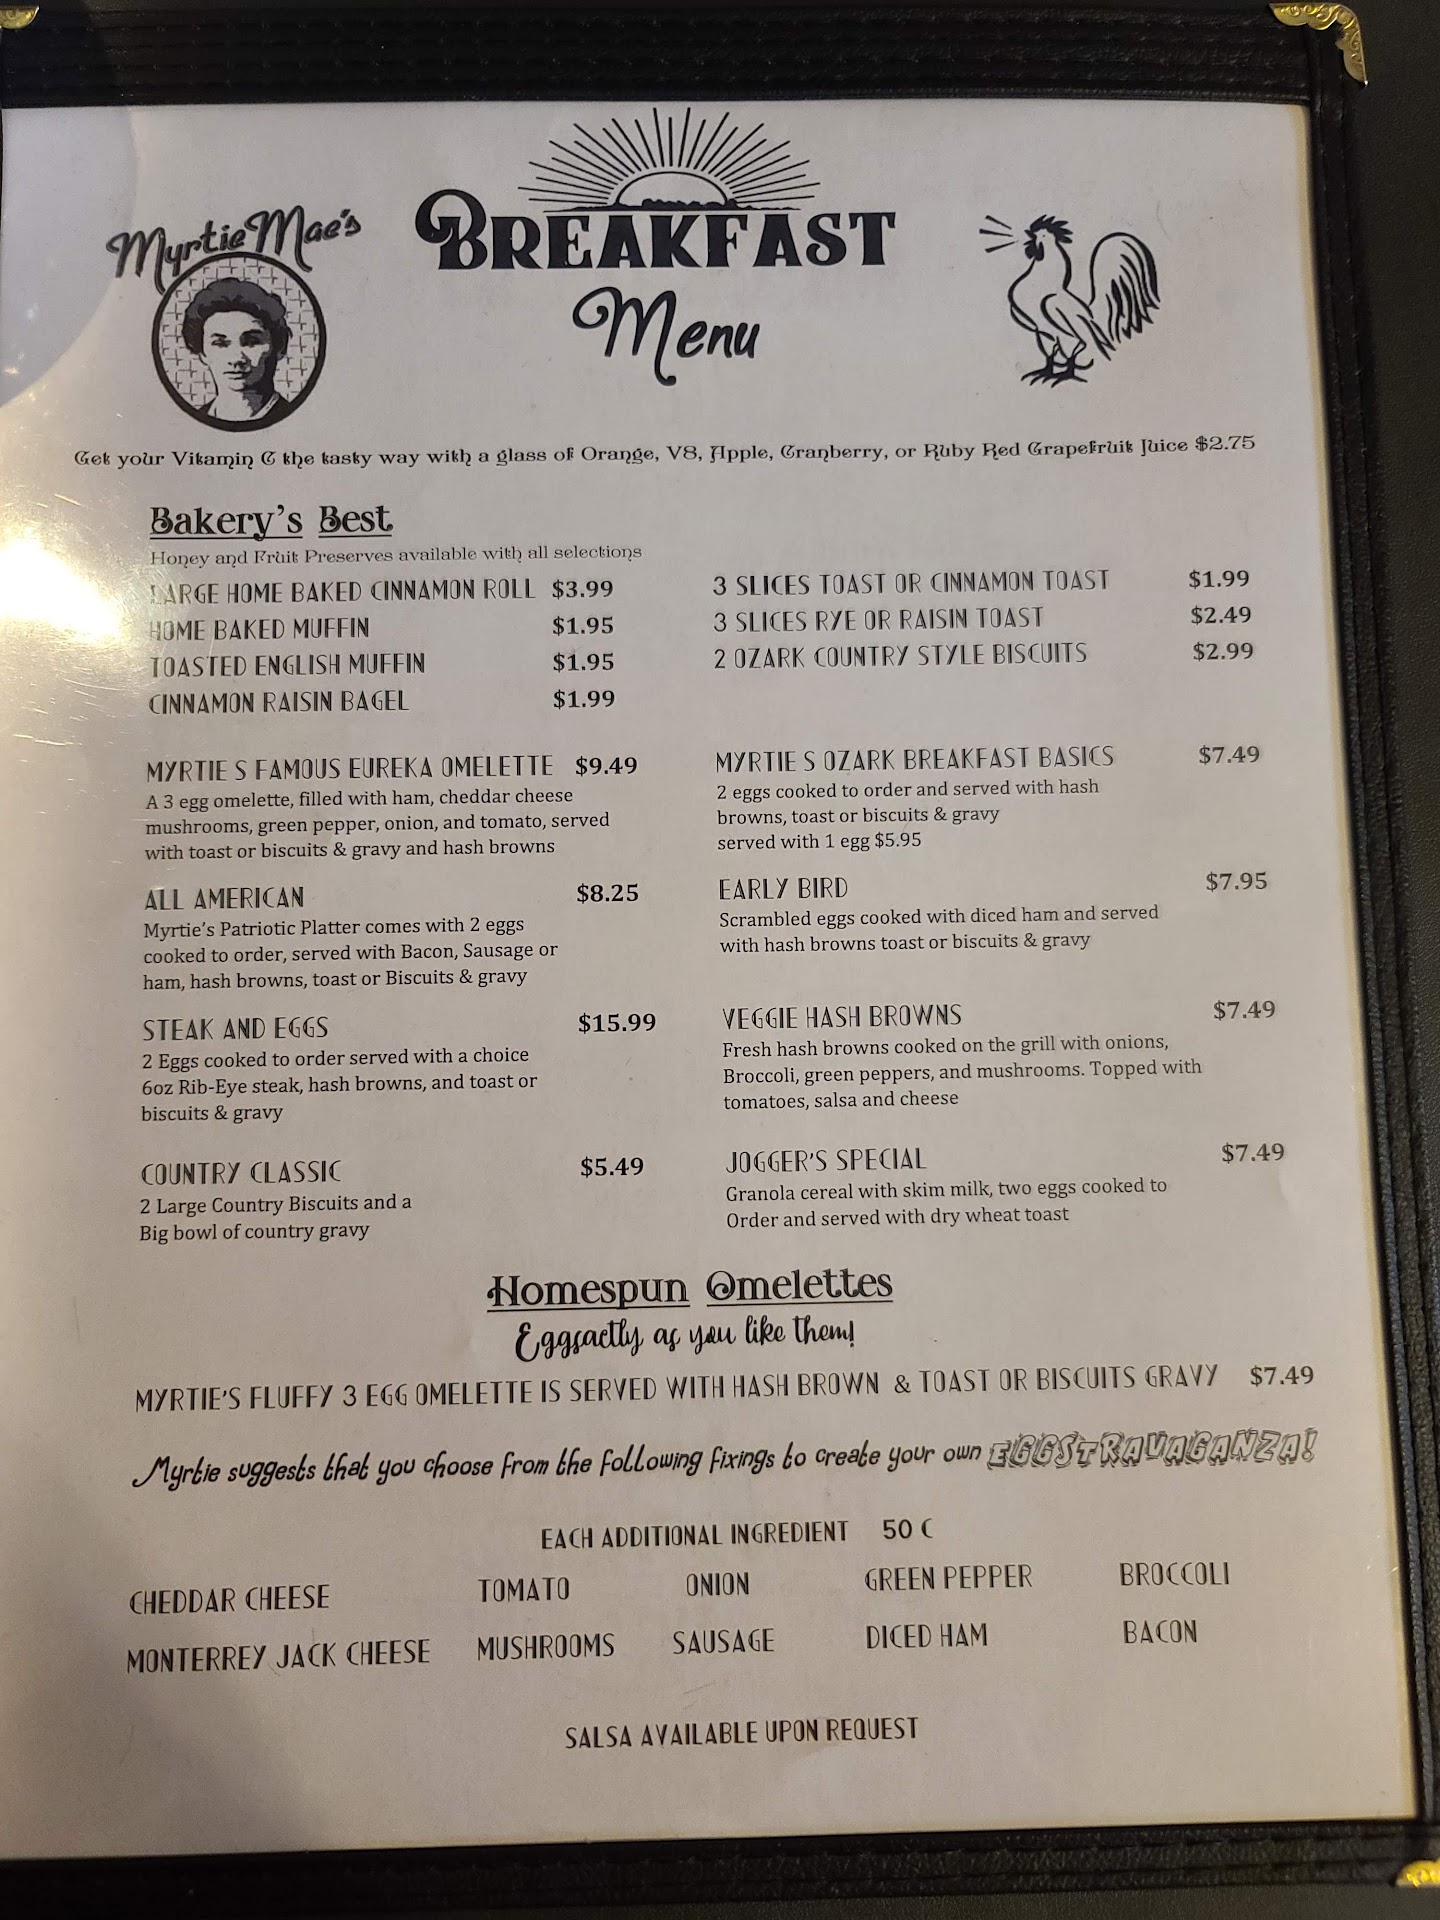 Myrtie Mae's
BREAKFAST
Menu
Get your Vitamin C the tasty way with a glass of Orange, V8, Apple, Cranberry, or Ruby Red Grapefruit Juice $2.75
Bakery's Best
Honey and Fruit Preserves available with all selections
LARGE HOME BAKED CINNAMON ROLL $3.99
HOME BAKED MUFFIN $1.95
TOASTED ENGLISH MUFFIN $1.95
CINNAMON RAISIN BAGEL $1.99
3 SLICES TOAST OR CINNAMON TOAST $1.99
3 SLICES RYE OR RAISIN TOAST $2.49
2 OZARK COUNTRY STYLE BISCUITS $2.99
MYRTIE S FAMOUS EUREKA OMELETTE $9.49
A 3 egg omelette, filled with ham, cheddar cheese
mushrooms, green pepper, onion, and tomato, served
with toast or biscuits & gravy and hash browns
ALL AMERICAN $8.25
Myrtie's Patriotic Platter comes with 2 eggs
cooked to order, served with Bacon, Sausage or
ham, hash browns, toast or Biscuits & gravy
STEAK AND EGGS $15.99
2 Eggs cooked to order served with a choice
6oz Rib-Eye steak, hash browns, and toast or
biscuits & gravy
COUNTRY CLASSIC $5.49
2 Large Country Biscuits and a
Big bowl of country gravy
MYRTIE S OZARK BREAKFAST BASICS $7.49
2 eggs cooked to order and served with hash
browns, toast or biscuits & gravy
served with 1 egg $5.95
EARLY BIRD $7.95
Scrambled eggs cooked with diced ham and served
with hash browns toast or biscuits & gravy
VEGGIE HASH BROWNS $7.49
Fresh hash browns cooked on the grill with onions,
Broccoli, green peppers, and mushrooms. Topped with
tomatoes, salsa and cheese
JOGGER'S SPECIAL $7.49
Granola cereal with skim milk, two eggs cooked to
Order and served with dry wheat toast
Homespun Omelettes
Eggsactly as you like them!
MYRTIE'S FLUFFY 3 EGG OMELETTE IS SERVED WITH HASH BROWN & TOAST OR BISCUITS GRAVY $7.49
Myrtie suggests that you choose from the following fixings to create your own EGGSTRAVAGANZA!
EACH ADDITIONAL INGREDIENT 50 C
CHEDDAR CHEESE TOMATO ONION GREEN PEPPER BROCCOLI
MONTERREY JACK CHEESE MUSHROOMS SAUSAGE DICED HAM BACON
SALSA AVAILABLE UPON REQUEST